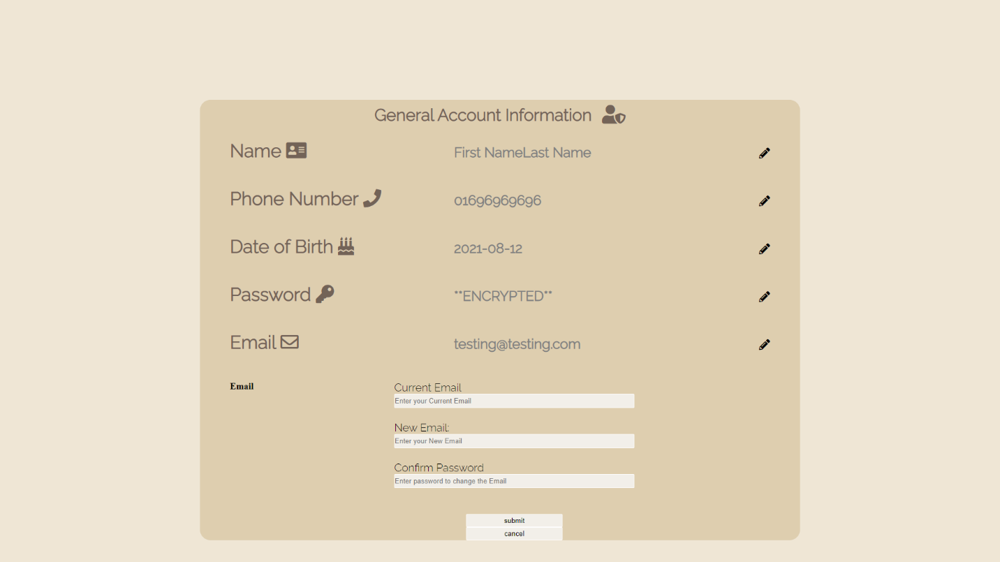 General Account Information
Name First NameLast Name
Phone Number 01696969696
Date of Birth 2021-08-12
Password **ENCRYPTED**
Email testing@testing.com
Email
Current Email
Enter your Current Email
New Email:
Enter your New Email
Confirm Password
Enter password to change the Email
submit
cancel